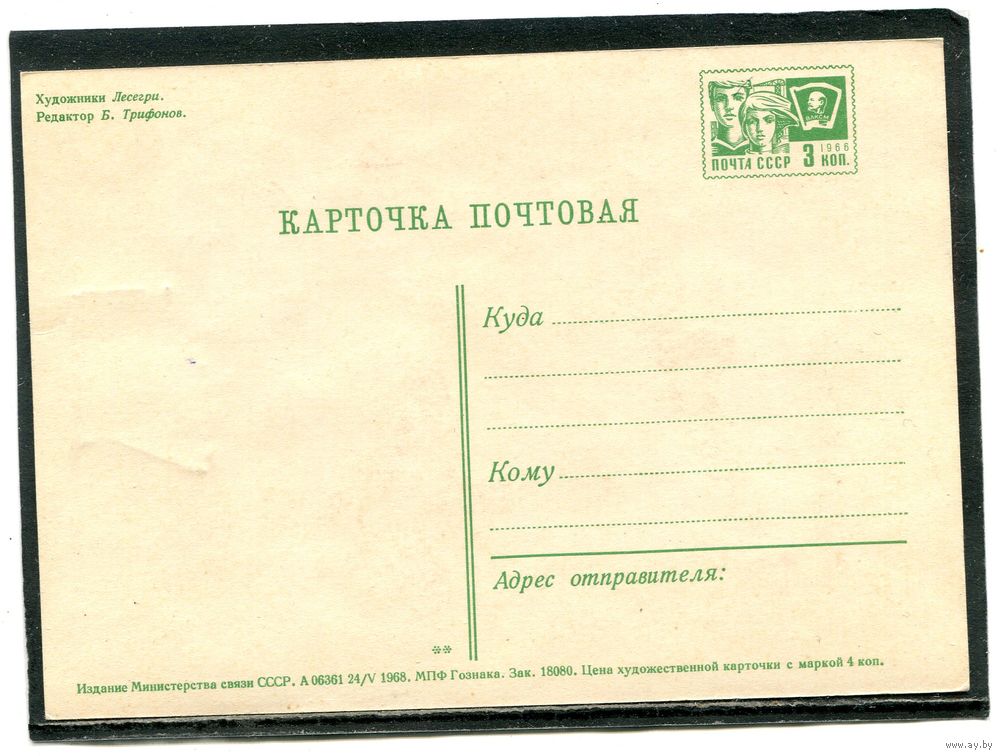 Художники Лесегри.
Редактор Б. Трифонов.
ВЛКСМ
1966
ПОЧТА СССР 3 КОП.
КАРТОЧКА ПОЧТОВАЯ
Куда
Кому
Адрес отправителя:
**
Издание Министерства связи СССР. А 06361 24/V 1968. МПФ Гознака. Зак. 18080. Цена художественной карточки с маркой 4 коп.
www.ay.by